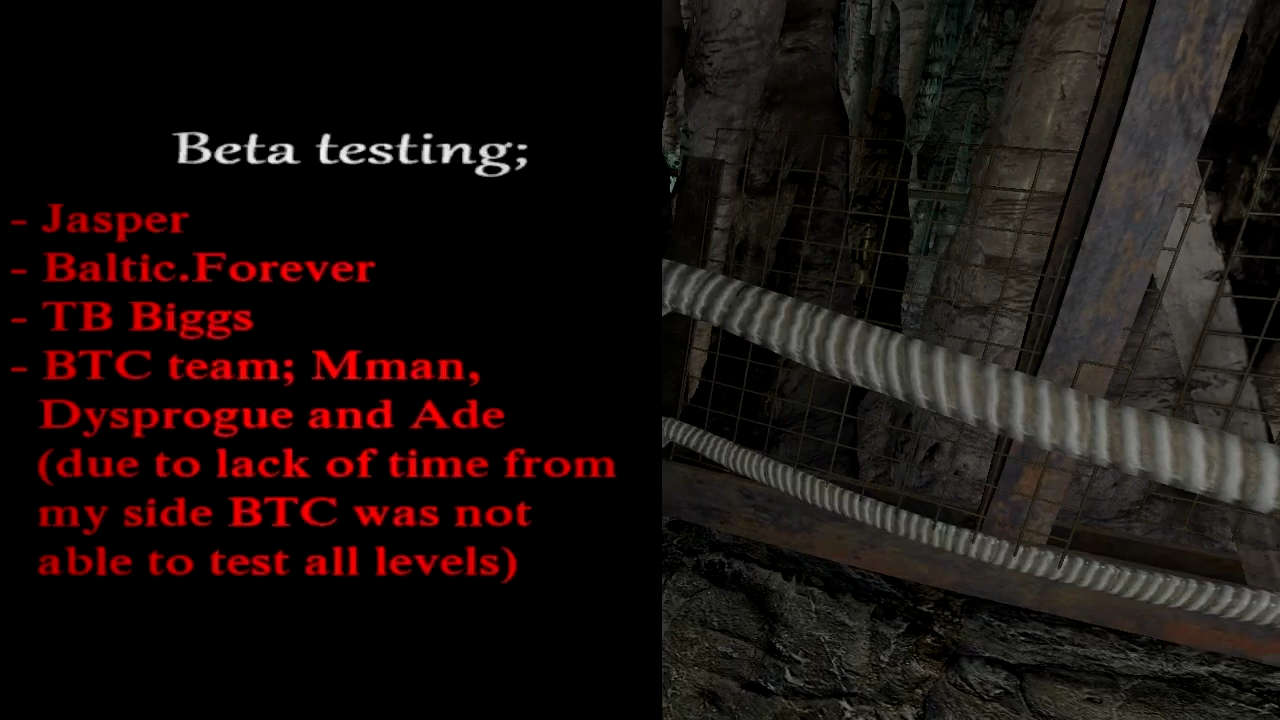 Beta testing;
- Jasper
- Baltic.Forever
- TB Biggs
- BTC team; Mman,
Dysprogue and Ade
(due to lack of time from
my side BTC was not
able to test all levels)